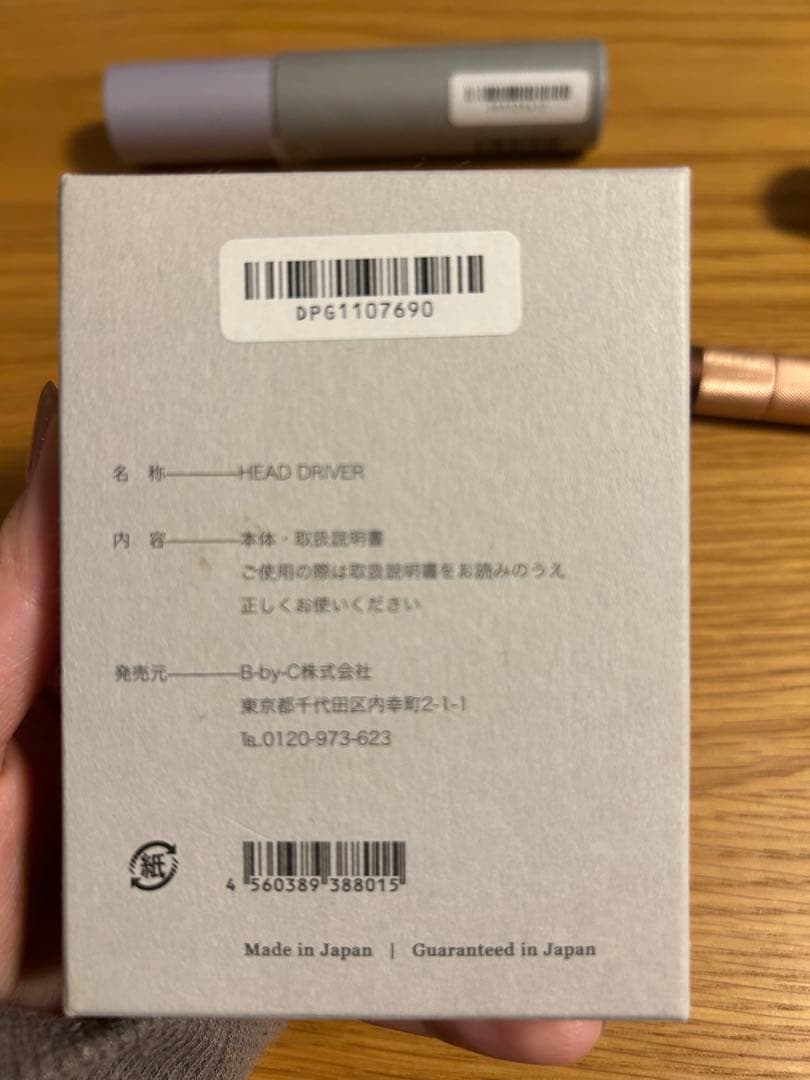 DPG1107690
名 称――――HEAD DRIVER
内 容――――本体・取扱説明書
ご使用の際は取扱説明書をお読みのうえ
正しくお使いください
発売元――――B-by-C株式会社
東京都千代田区内幸町2-1-1
℡.0120-973-623
紙
4 560389 388015
Made in Japan | Guaranteed in Japan